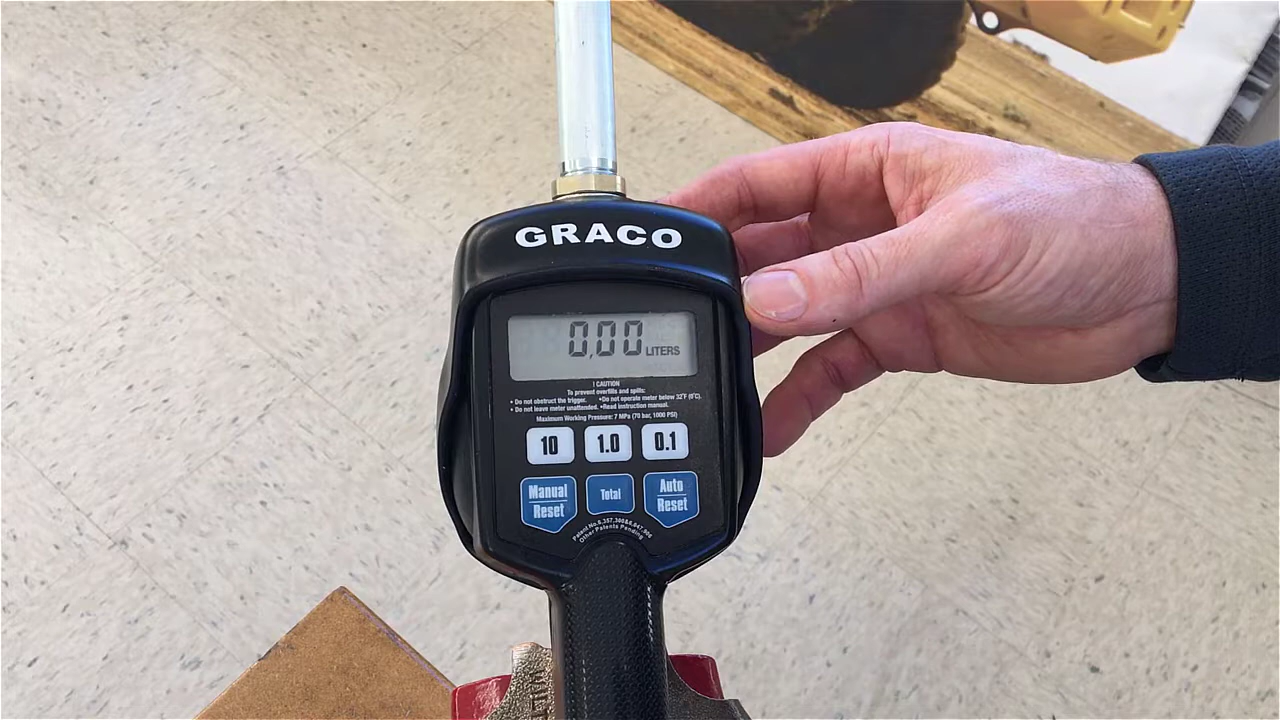 GRACO
0.00 LITERS
! CAUTION
To prevent overfills and spills:
• Do not obstruct the trigger. •Do not operate meter below 32°F (0°C).
• Do not leave meter unattended. •Read instruction manual.
Maximum Working Pressure: 7 MPa (70 bar, 1000 PSI)
10 1.0 0.1
Manual Total Auto
Reset Reset
Patent No.
Other Patents Pending